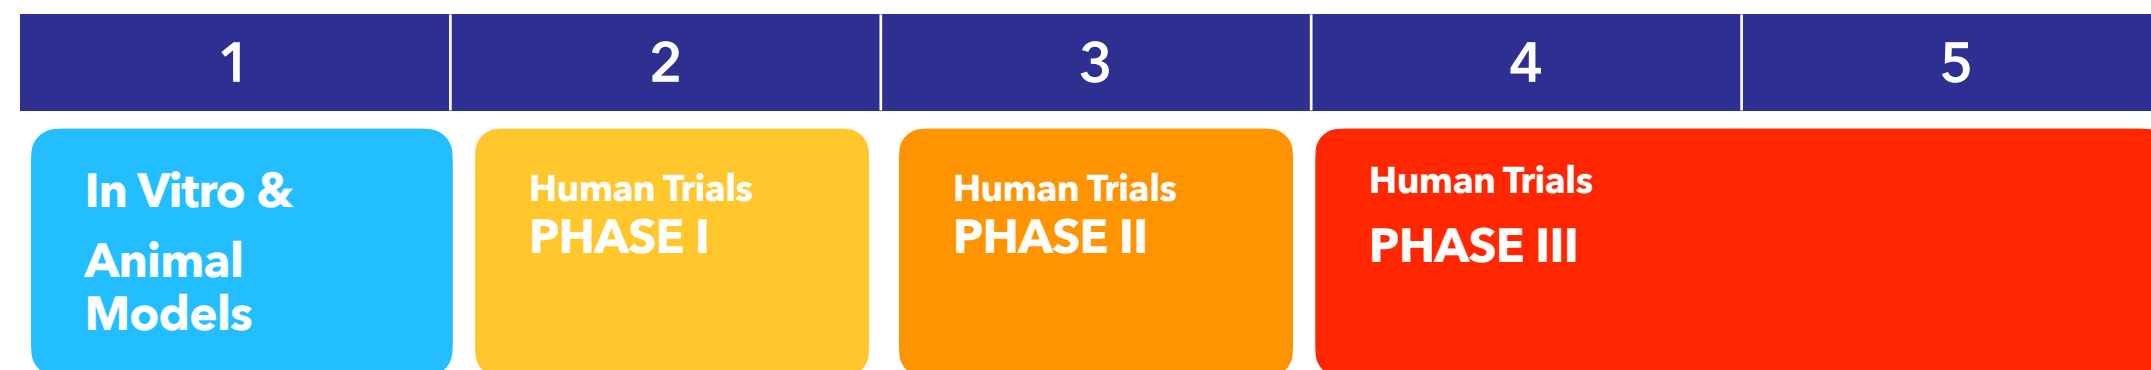 1 2 3 4 5
In Vitro &
Animal
Models
Human Trials
PHASE I
Human Trials
PHASE II
Human Trials
PHASE III